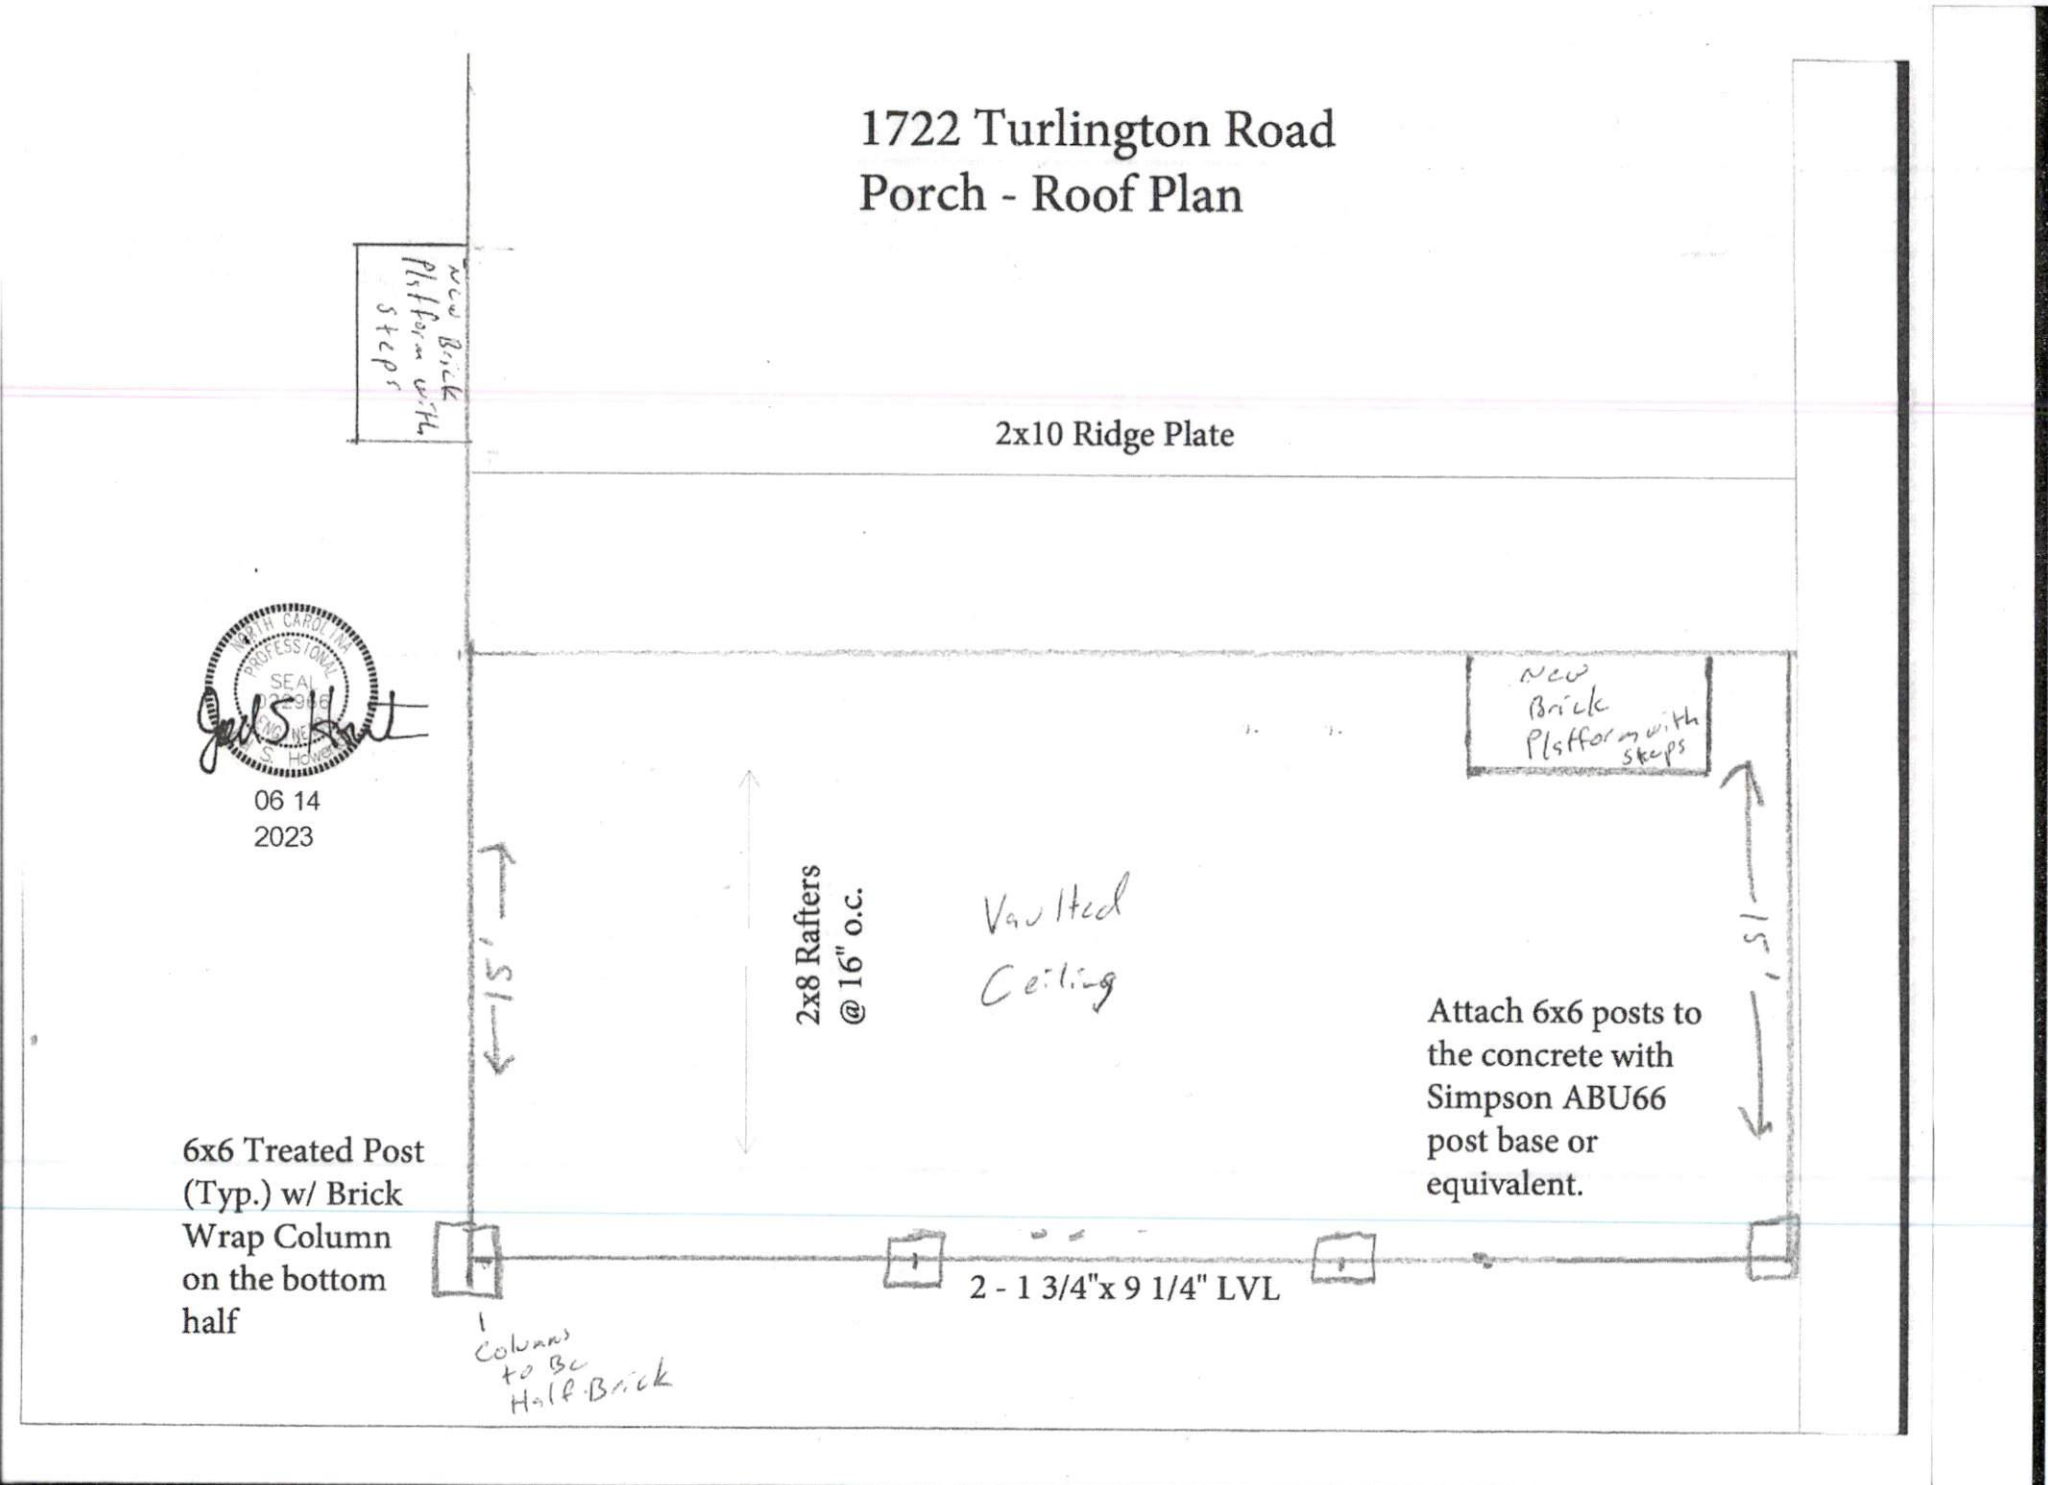 1722 Turlington Road
Porch - Roof Plan
New Brick
Platform with
steps
2x10 Ridge Plate
NORTH CAROLINA
PROFESSIONAL
SEAL
022966
ENGINEER
S.
06 14
2023
New
Brick
Platform with
steps
15'
2x8 Rafters
@ 16" o.c.
Vaulted
Ceiling
15'
Attach 6x6 posts to
the concrete with
Simpson ABU66
post base or
equivalent.
6x6 Treated Post
(Typ.) w/ Brick
Wrap Column
on the bottom
half
2 - 1 3/4"x 9 1/4" LVL
Columns
to Be
Half Brick